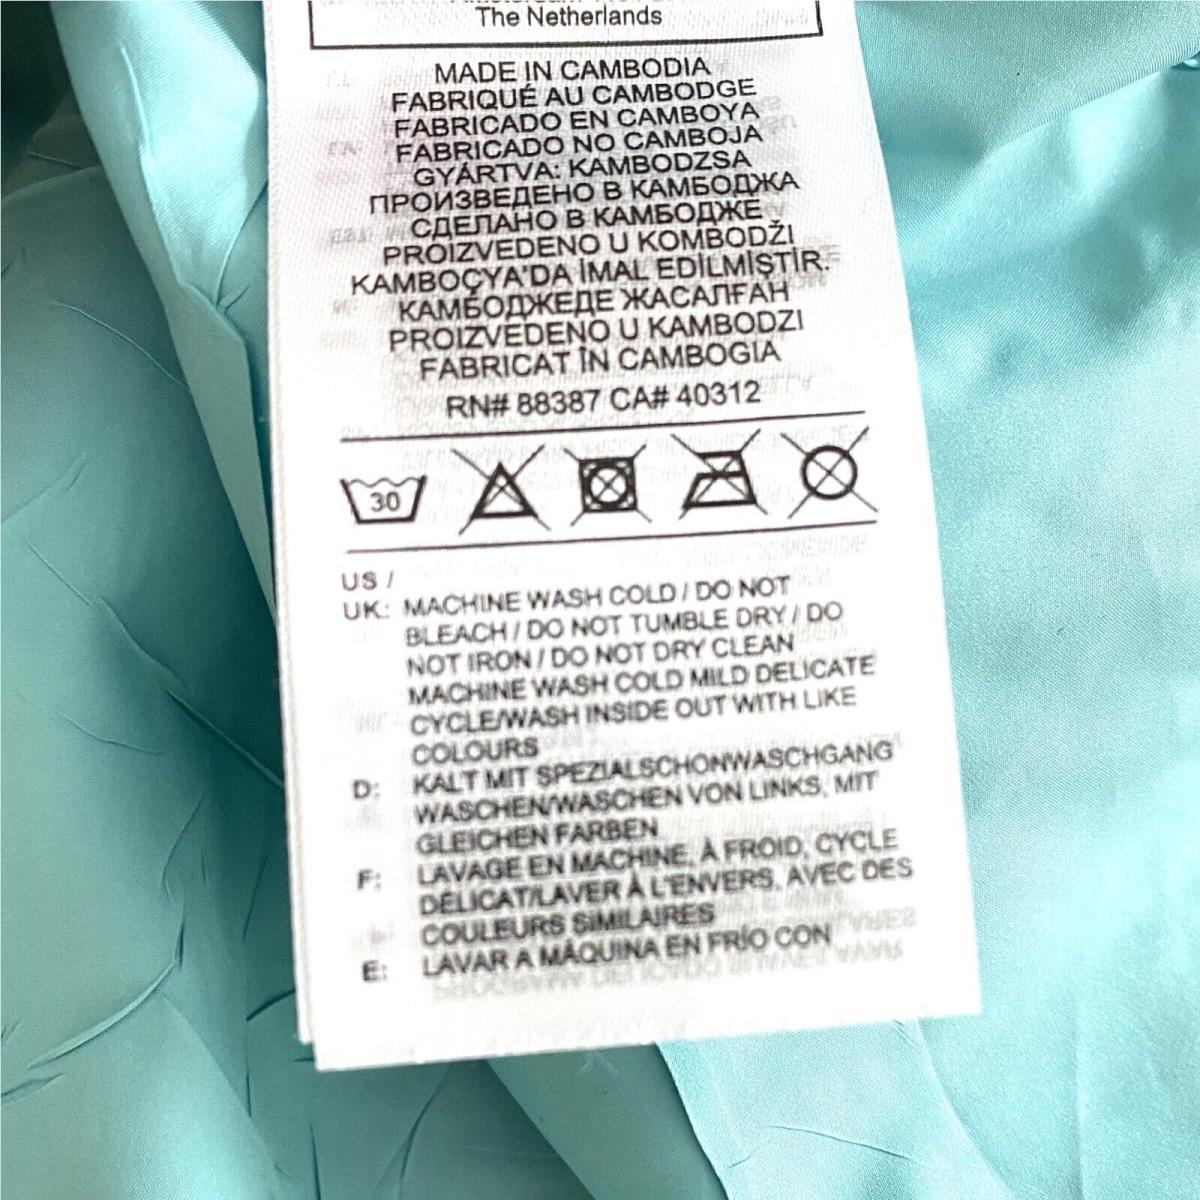 The Netherlands
MADE IN CAMBODIA
FABRIQUÉ AU CAMBODGE
FABRICADO EN CAMBOYA
FABRICADO NO CAMBOJA
GYÁRTVA: KAMBODZSA
ПРОИЗВЕДЕНО В КАМБОДЖА
СДЕЛАНО В КАМБОДЖЕ
PROIZVEDENO U KOMBODŽI
KAMBOÇYA'DA İMAL EDİLMİŞTİR.
КАМБОДЖЕДЕ ЖАСАЛҒАН
PROIZVEDENO U KAMBODZI
FABRICAT ÎN CAMBOGIA
RN# 88387 CA# 40312
30
US /
UK: MACHINE WASH COLD / DO NOT
BLEACH / DO NOT TUMBLE DRY / DO
NOT IRON / DO NOT DRY CLEAN
MACHINE WASH COLD MILD DELICATE
CYCLE/WASH INSIDE OUT WITH LIKE
COLOURS
D: KALT MIT SPEZIALSCHONWASCHGANG
WASCHEN/WASCHEN VON LINKS, MIT
GLEICHEN FARBEN
F: LAVAGE EN MACHINE, À FROID, CYCLE
DÉLICAT/LAVER À L'ENVERS, AVEC DES
COULEURS SIMILAIRES
E: LAVAR A MÁQUINA EN FRÍO CON